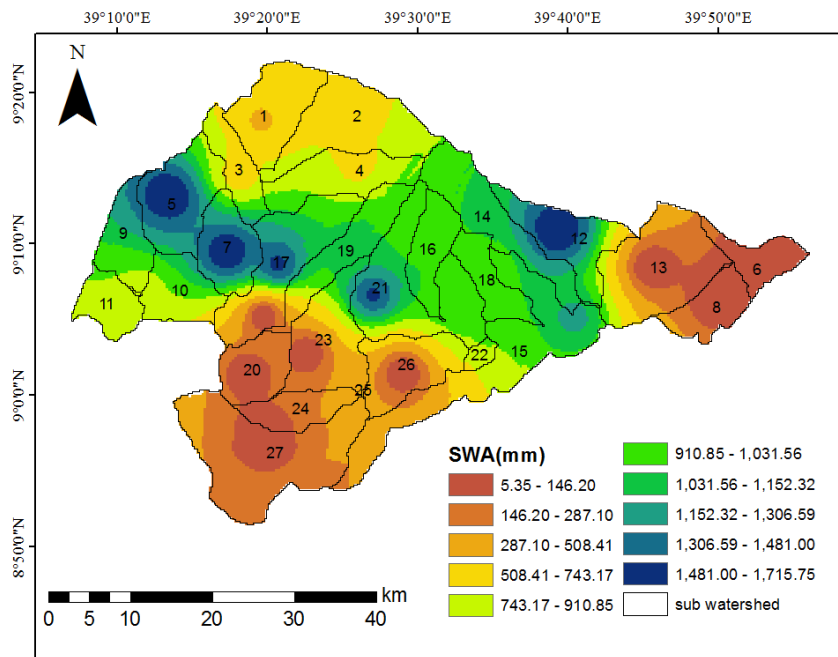 39°10'0"E 39°20'0"E 39°30'0"E 39°40'0"E 39°50'0"E
N
9°20'0"N
9°10'0"N
9°0'0"N
8°30'0"N
1
2
3
4
5
12
14
9
7
17
19
16
13
6
21
18
8
11
10
23
15
22
20
26
25
24
27
SWA(mm)
5.35 - 146.20
146.20 - 287.10
287.10 - 508.41
508.41 - 743.17
743.17 - 910.85
910.85 - 1,031.56
1,031.56 - 1,152.32
1,152.32 - 1,306.59
1,306.59 - 1,481.00
1,481.00 - 1,715.75
sub watershed
km
0 5 10 20 30 40